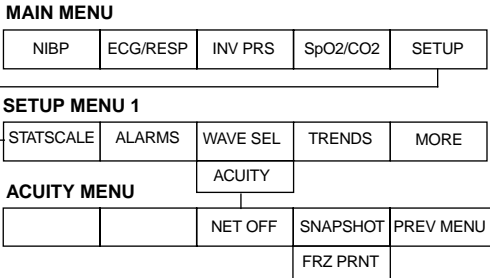 MAIN MENU
NIBP ECG/RESP INV PRS SpO2/CO2 SETUP
SETUP MENU 1
STATSCALE ALARMS WAVE SEL TRENDS MORE
ACUITY
ACUITY MENU
NET OFF SNAPSHOT PREV MENU
FRZ PRNT